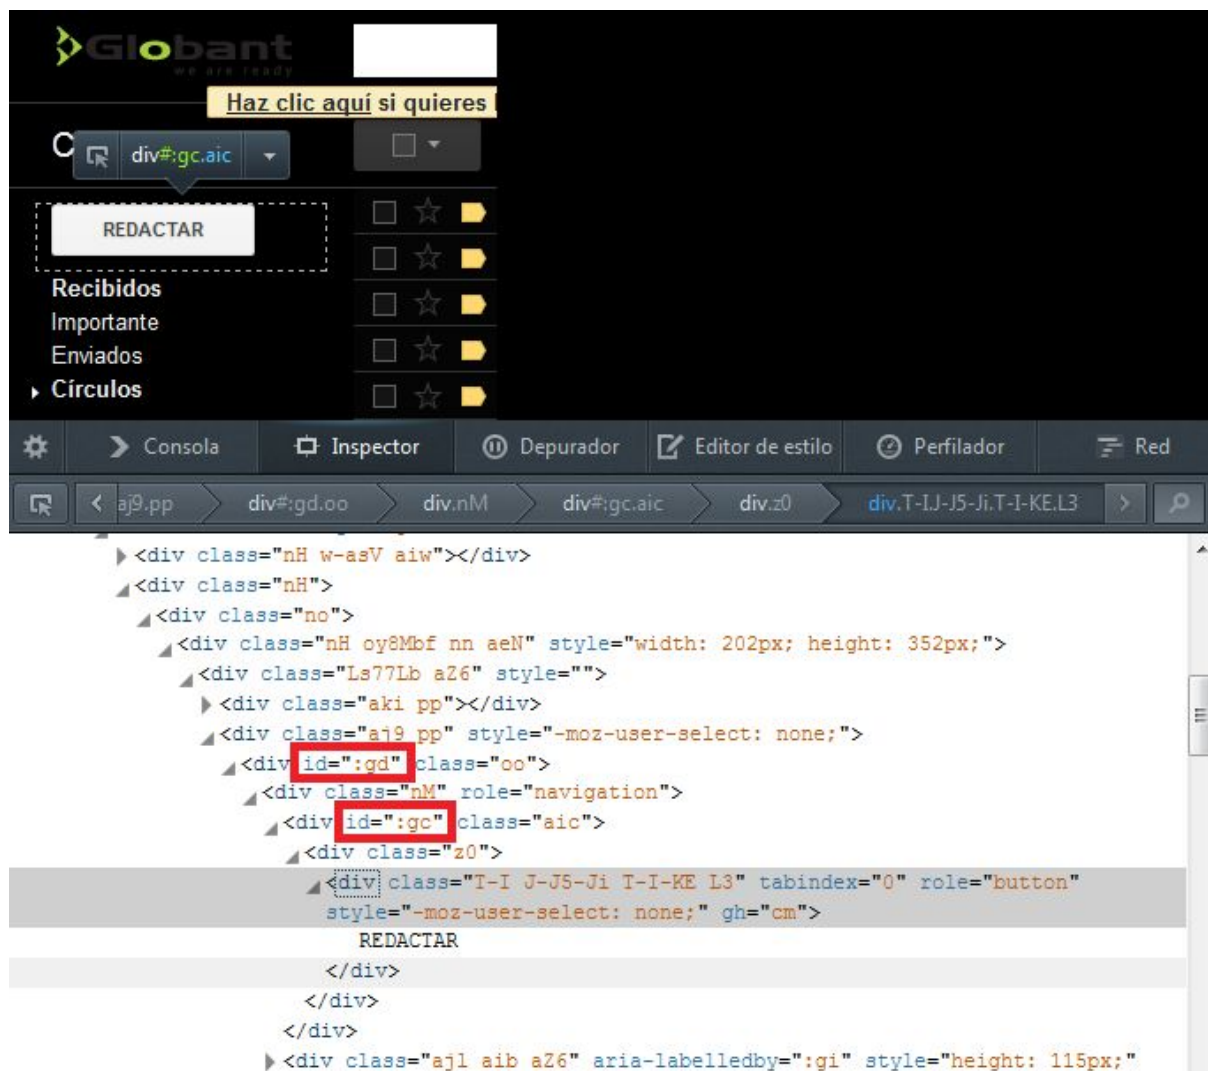 Globant
we are ready
Haz clic aquí si quieres
C
div#:gc.aic
REDACTAR
Recibidos
Importante
Enviados
Círculos
Consola Inspector Depurador Editor de estilo Perfilador Red
aj9.pp div#:gd.oo div.nM div#:gc.aic div.z0 div.T-I.J-J5-Ji.T-I-KE.L3
<div class="nH w-asV aiw"></div>
<div class="nH">
<div class="no">
<div class="nH oy8Mbf nn aeN" style="width: 202px; height: 352px;">
<div class="Ls77Lb aZ6" style="">
<div class="aki pp"></div>
<div class="aj9 pp" style="-moz-user-select: none;">
<div id=":gd" class="oo">
<div class="nM" role="navigation">
<div id=":gc" class="aic">
<div class="z0">
<div class="T-I J-J5-Ji T-I-KE L3" tabindex="0" role="button"
style="-moz-user-select: none;" gh="cm">
REDACTAR
</div>
</div>
</div>
<div class="ajl aib aZ6" aria-labelledby=":gi" style="height: 115px;"